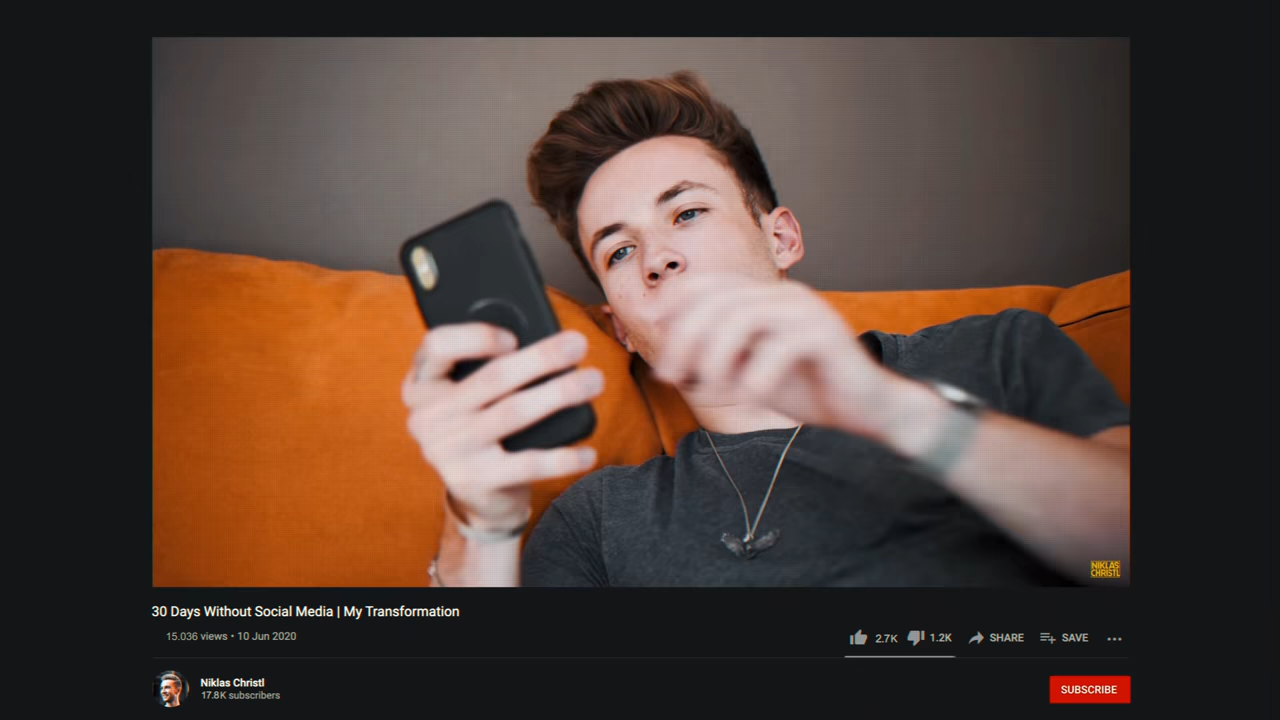 NIKLAS
CHRISTL
30 Days Without Social Media | My Transformation
15.036 views • 10 Jun 2020
2.7K
1.2K
SHARE
SAVE
Niklas Christl
17.8K subscribers
SUBSCRIBE